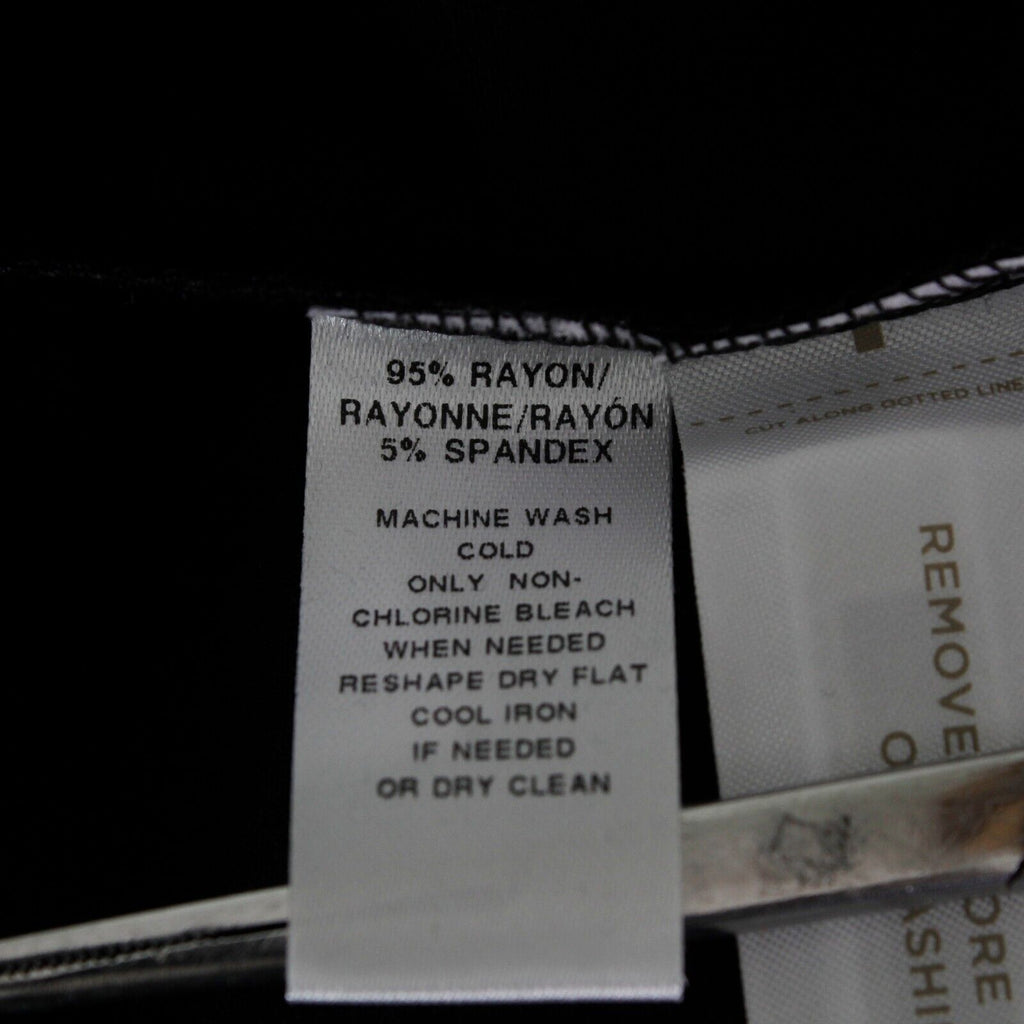 95% RAYON/
RAYONNE/RAYÓN
5% SPANDEX
MACHINE WASH
COLD
ONLY NON-
CHLORINE BLEACH
WHEN NEEDED
RESHAPE DRY FLAT
COOL IRON
IF NEEDED
OR DRY CLEAN
CUT ALONG DOTTED LINE
REMOVE